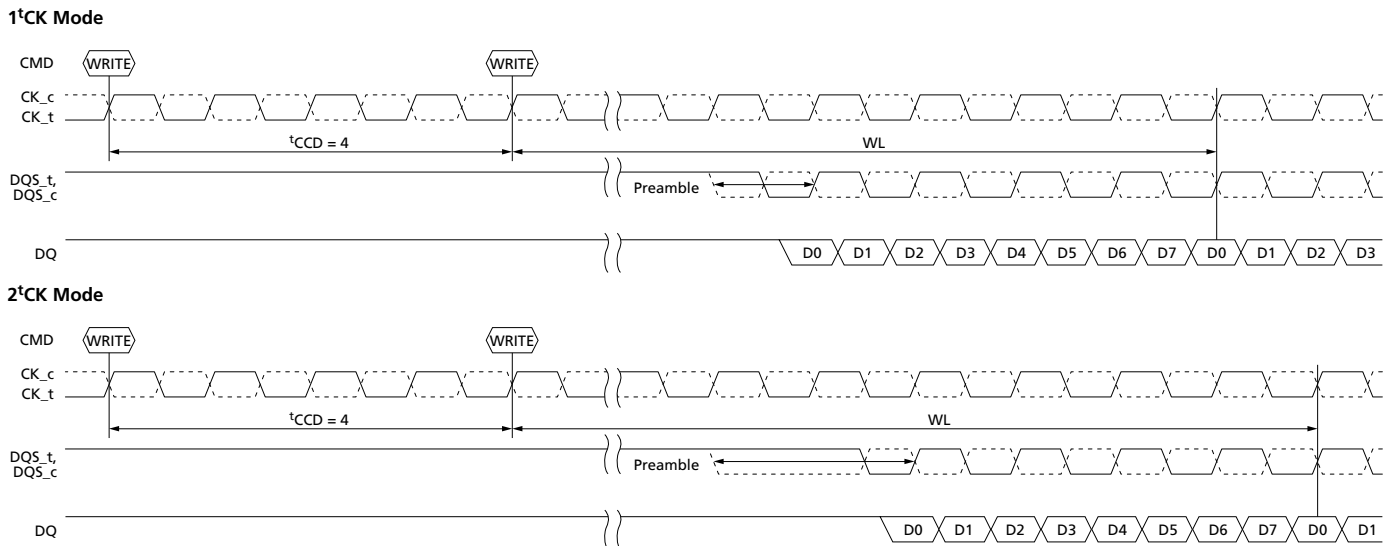 1tCK Mode
CMD WRITE WRITE
CK_c
CK_t
tCCD = 4 WL
DQS_t,
DQS_c
Preamble
DQ D0 D1 D2 D3 D4 D5 D6 D7 D0 D1 D2 D3
2tCK Mode
CMD WRITE WRITE
CK_c
CK_t
tCCD = 4 WL
DQS_t,
DQS_c
Preamble
DQ D0 D1 D2 D3 D4 D5 D6 D7 D0 D1